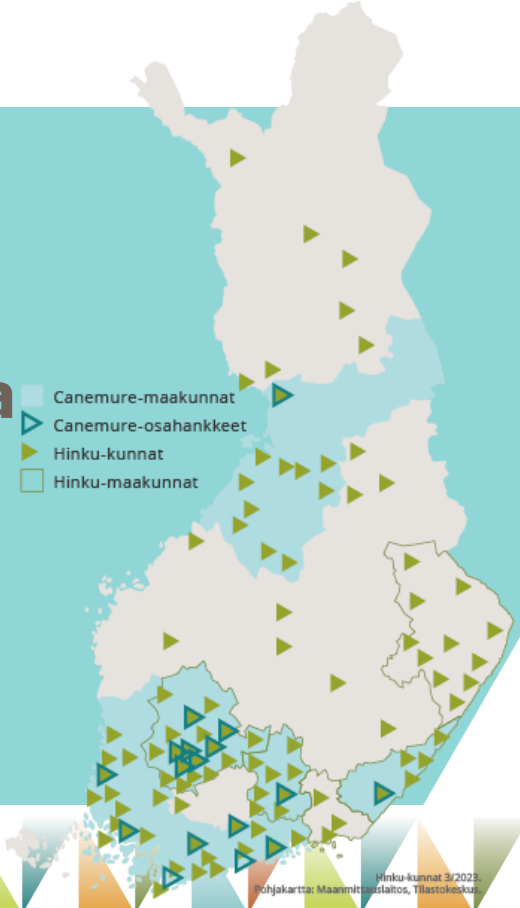 a
Canemure-maakunnat
Canemure-osahankkeet
Hinku-kunnat
Hinku-maakunnat
Hinku-kunnat 3/2023.
Pohjakartta: Maanmittauslaitos, Tilastokeskus.